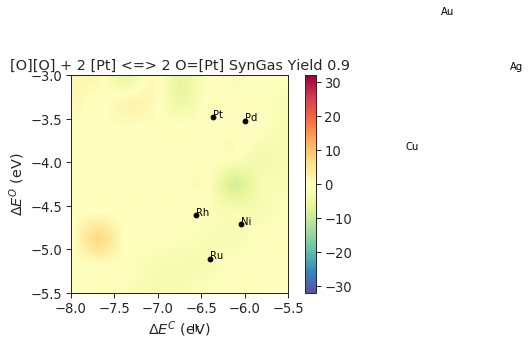 Au
Ag
[O][O] + 2 [Pt] <=> 2 O=[Pt] SynGas Yield 0.9
Cu
−3.0
−3.5
−4.0
−4.5
−5.0
−5.5
ΔE^O (eV)
Pt
Pd
Rh
Ni
Ru
30
20
10
0
−10
−20
−30
−8.0 −7.5 −7.0 −6.5 −6.0 −5.5
ΔE^C (eV)
Ir